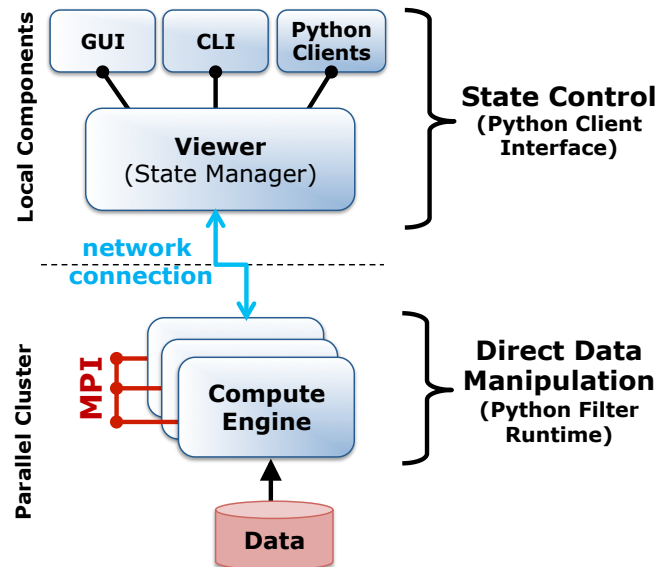 Local Components
GUI
CLI
Python
Clients
Viewer
(State Manager)
State Control
(Python Client
Interface)
network
connection
Parallel Cluster
MPI
Compute
Engine
Direct Data
Manipulation
(Python Filter
Runtime)
Data